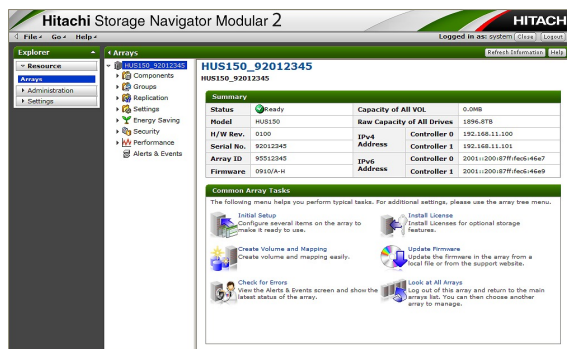 Hitachi Storage Navigator Modular 2
HITACH
File Go Help
Logged in as: system Close Logout
Explorer
Resource
Arrays
Administration
Settings
Arrays
Refresh Information Help
HUS150_92012345
Components
Groups
Replication
Settings
Energy Saving
Security
Performance
Alerts & Events
HUS150_92012345
HUS150_92012345
Summary
Status Ready Capacity of All VOL 0.0MB
Model HUS150 Raw Capacity of All Drives 1896.8TB
H/W Rev. 0100 IPv4 Address Controller 0 192.168.11.100
Serial No. 92012345 Controller 1 192.168.11.101
Array ID 95512345 IPv6 Address Controller 0 2001::200:87ff:fec6:46e7
Firmware 0910/A-H Controller 1 2001::200:87ff:fec6:46e9
Common Array Tasks
The following menu helps you perform typical tasks. For additional settings, please use the array tree menu.
Initial Setup
Configure several items on the array to
make it ready to use.
Install License
Install Licenses for optional storage
features.
Create Volume and Mapping
Create volume and mapping easily.
Update Firmware
Update the firmware in the array from a
local file or from the support website.
Check for Errors
View the Alerts & Events screen and show the
latest status of the array.
Look at All Arrays
Log out of this array and return to the main
arrays list. You can then choose another
array to manage.